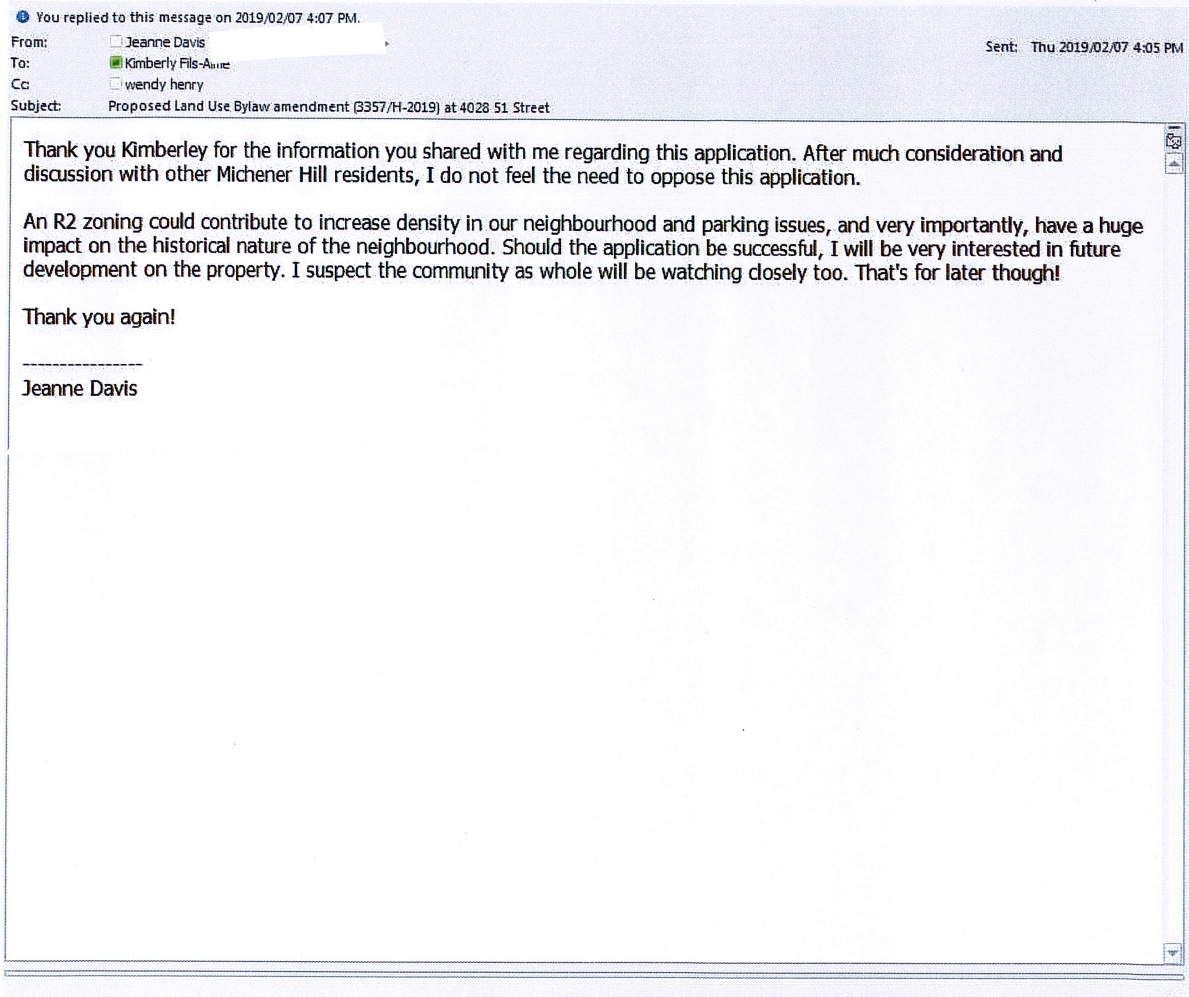 You replied to this message on 2019/02/07 4:07 PM.
From: Jeanne Davis
Sent: Thu 2019/02/07 4:05 PM
To: Kimberly
Cc: wendy henry
Subject: Proposed Land Use Bylaw amendment (3357/H-2019) at 4028 51 Street
Thank you Kimberley for the information you shared with me regarding this application. After much consideration and
discussion with other Michener Hill residents, I do not feel the need to oppose this application.
An R2 zoning could contribute to increase density in our neighbourhood and parking issues, and very importantly, have a huge
impact on the historical nature of the neighbourhood. Should the application be successful, I will be very interested in future
development on the property. I suspect the community as whole will be watching closely too. That's for later though!
Thank you again!
----------------
Jeanne Davis